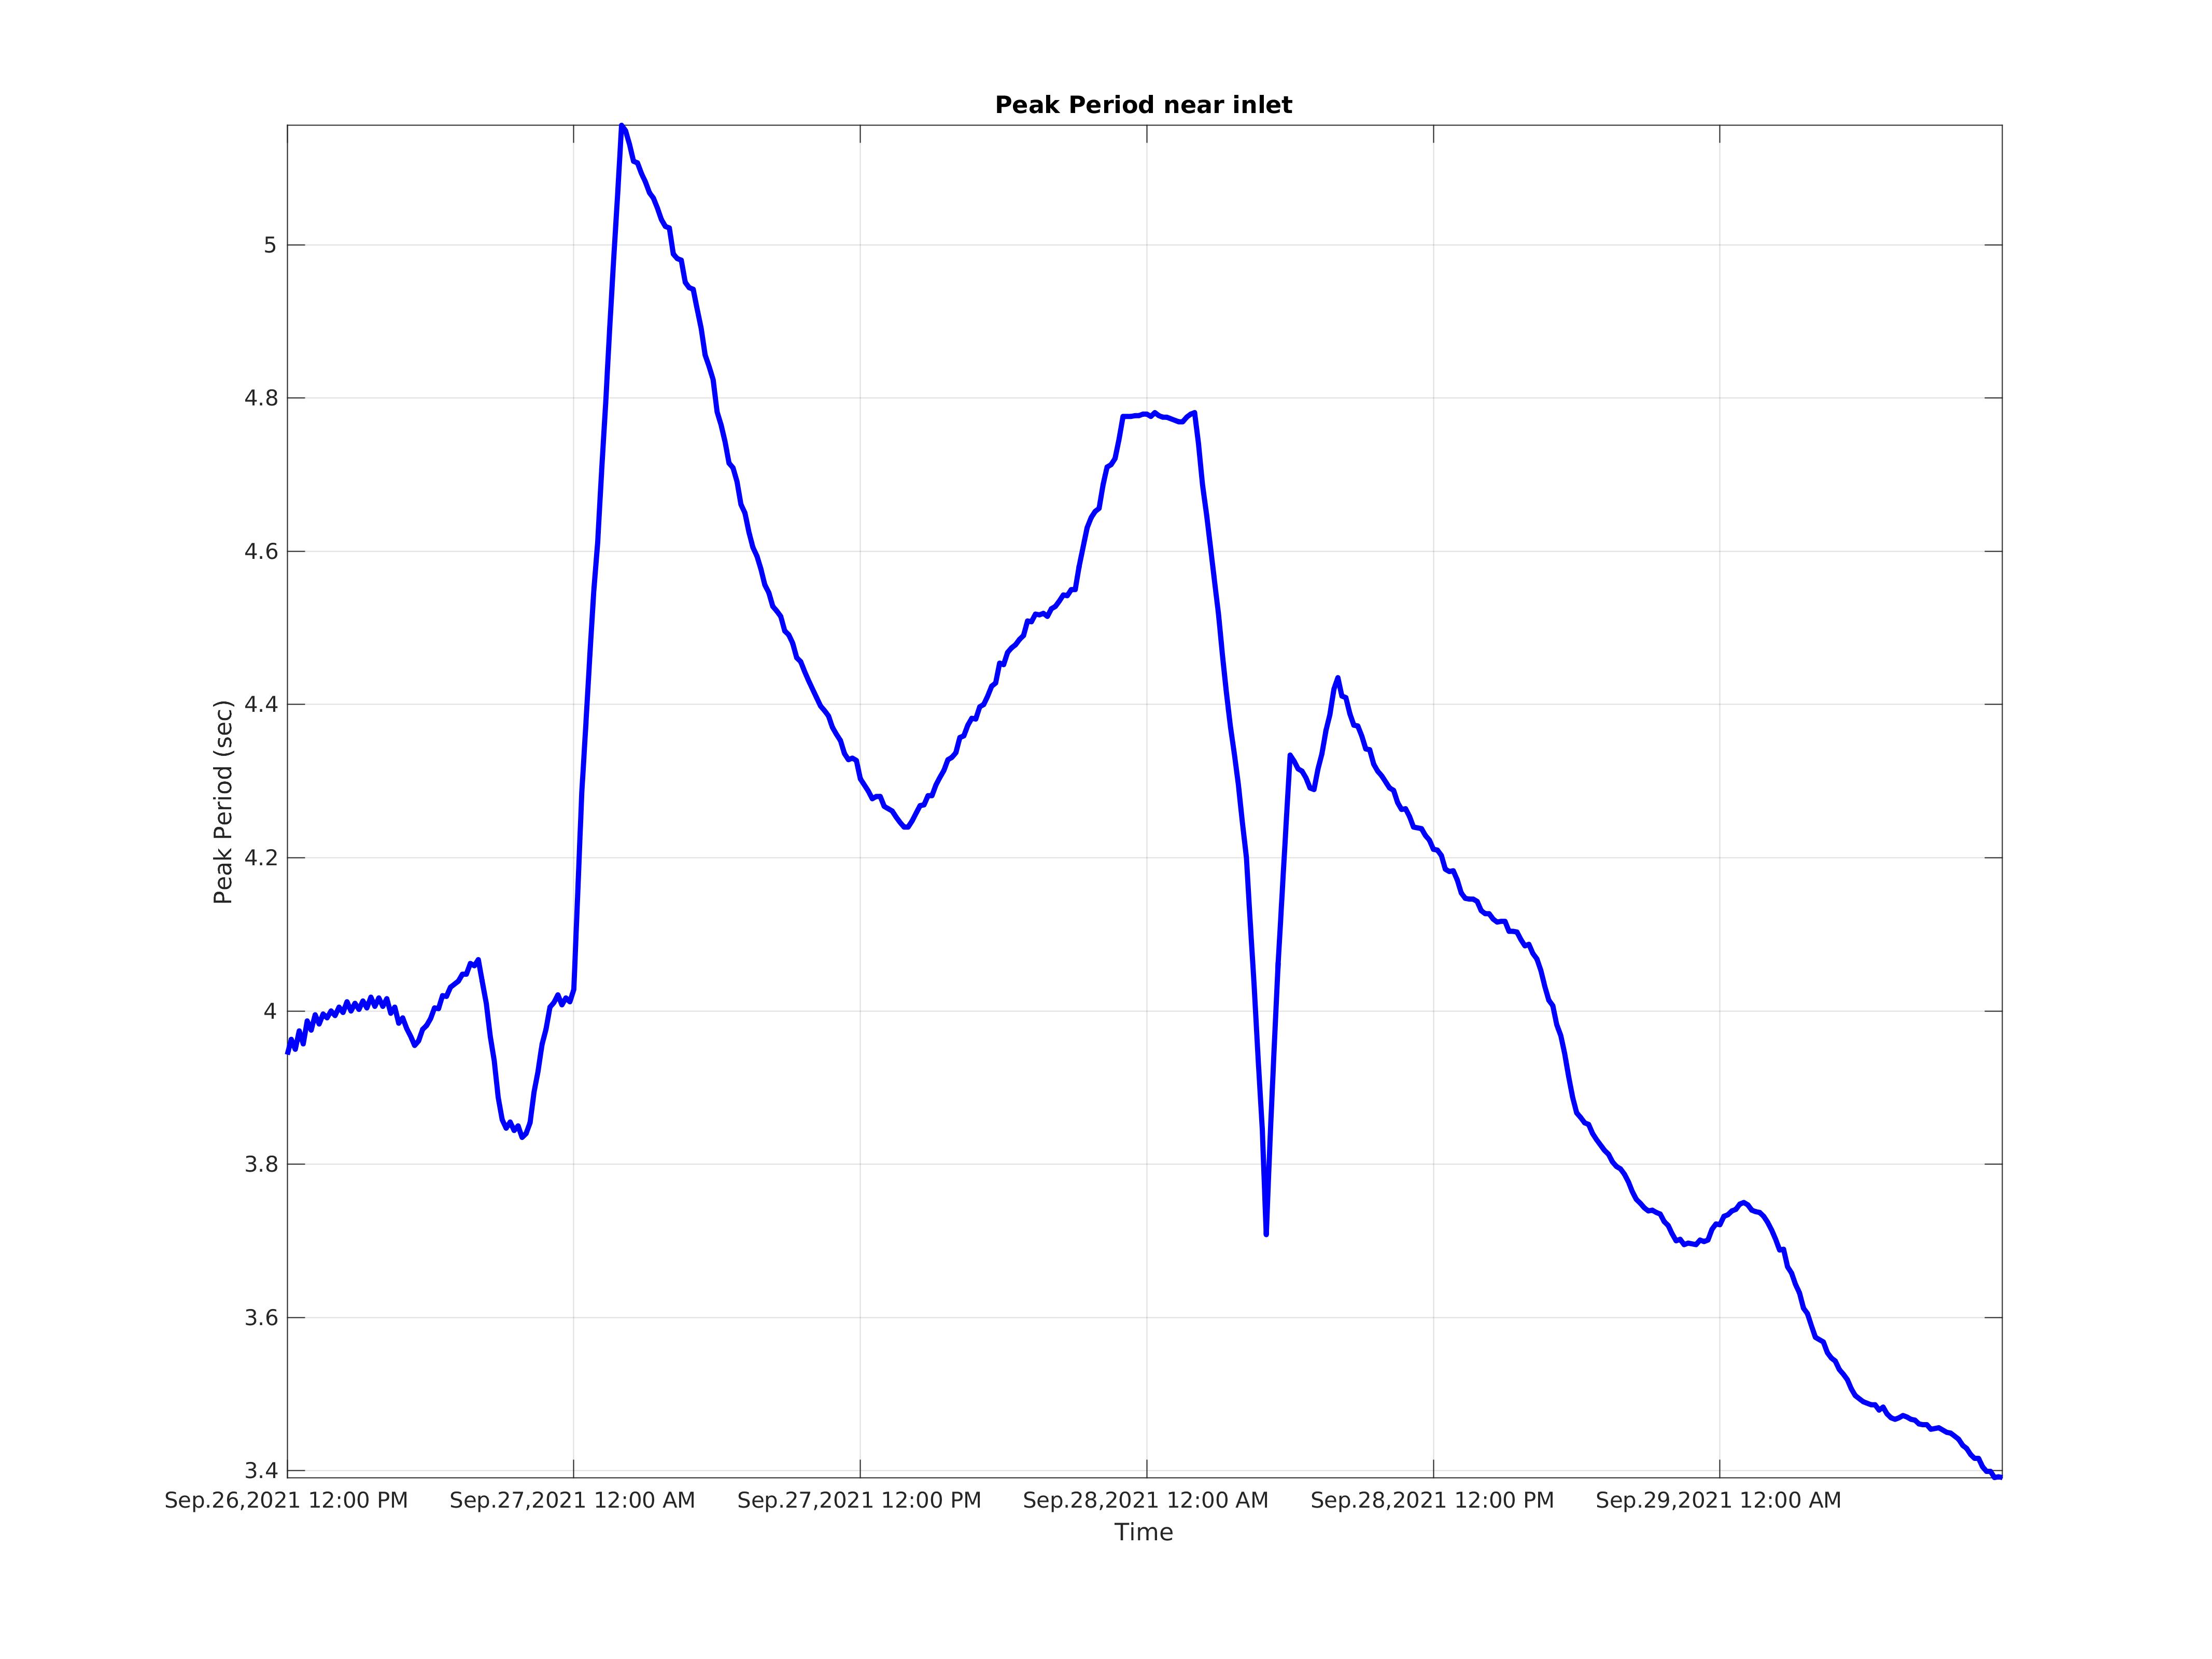 Peak Period near inlet
5
4.8
4.6
4.4
4.2
4
3.8
3.6
3.4
Peak Period (sec)
Sep.26,2021 12:00 PM
Sep.27,2021 12:00 AM
Sep.27,2021 12:00 PM
Sep.28,2021 12:00 AM
Sep.28,2021 12:00 PM
Sep.29,2021 12:00 AM
Time